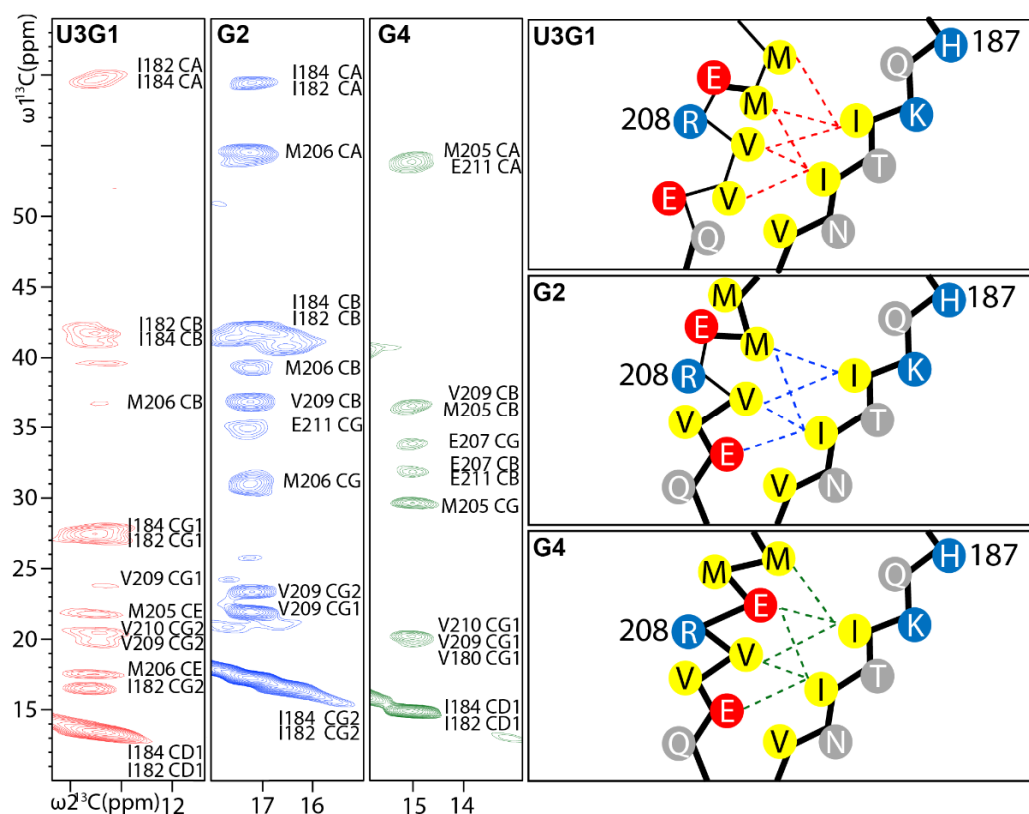 ω1¹³C(ppm)
50
45
40
35
30
25
20
15
U3G1
I182 CA
I184 CA
I182 CB
I184 CB
M206 CB
I184 CG1
I182 CG1
V209 CG1
M205 CE
V210 CG2
V209 CG2
M206 CE
I182 CG2
I184 CD1
I182 CD1
G2
I184 CA
I182 CA
M206 CA
I184 CB
I182 CB
M206 CB
V209 CB
E211 CG
M206 CG
V209 CG2
V209 CG1
I184 CG2
I182 CG2
G4
M205 CA
E211 CA
V209 CB
M205 CB
E207 CG
E207 CB
E211 CB
M205 CG
V210 CG1
V209 CG1
V180 CG1
I184 CD1
I182 CD1
ω2¹³C(ppm) 12
17 16
15 14
U3G1
H 187
Q
M
E
M
I
K
208 R
V
T
I
E
V
V
N
Q
G2
M
H 187
Q
E
M
I
K
208 R
V
V
T
I
E
Q
V
N
G4
M
M
H 187
Q
E
208 R
I
K
V
V
T
I
E
Q
V
N